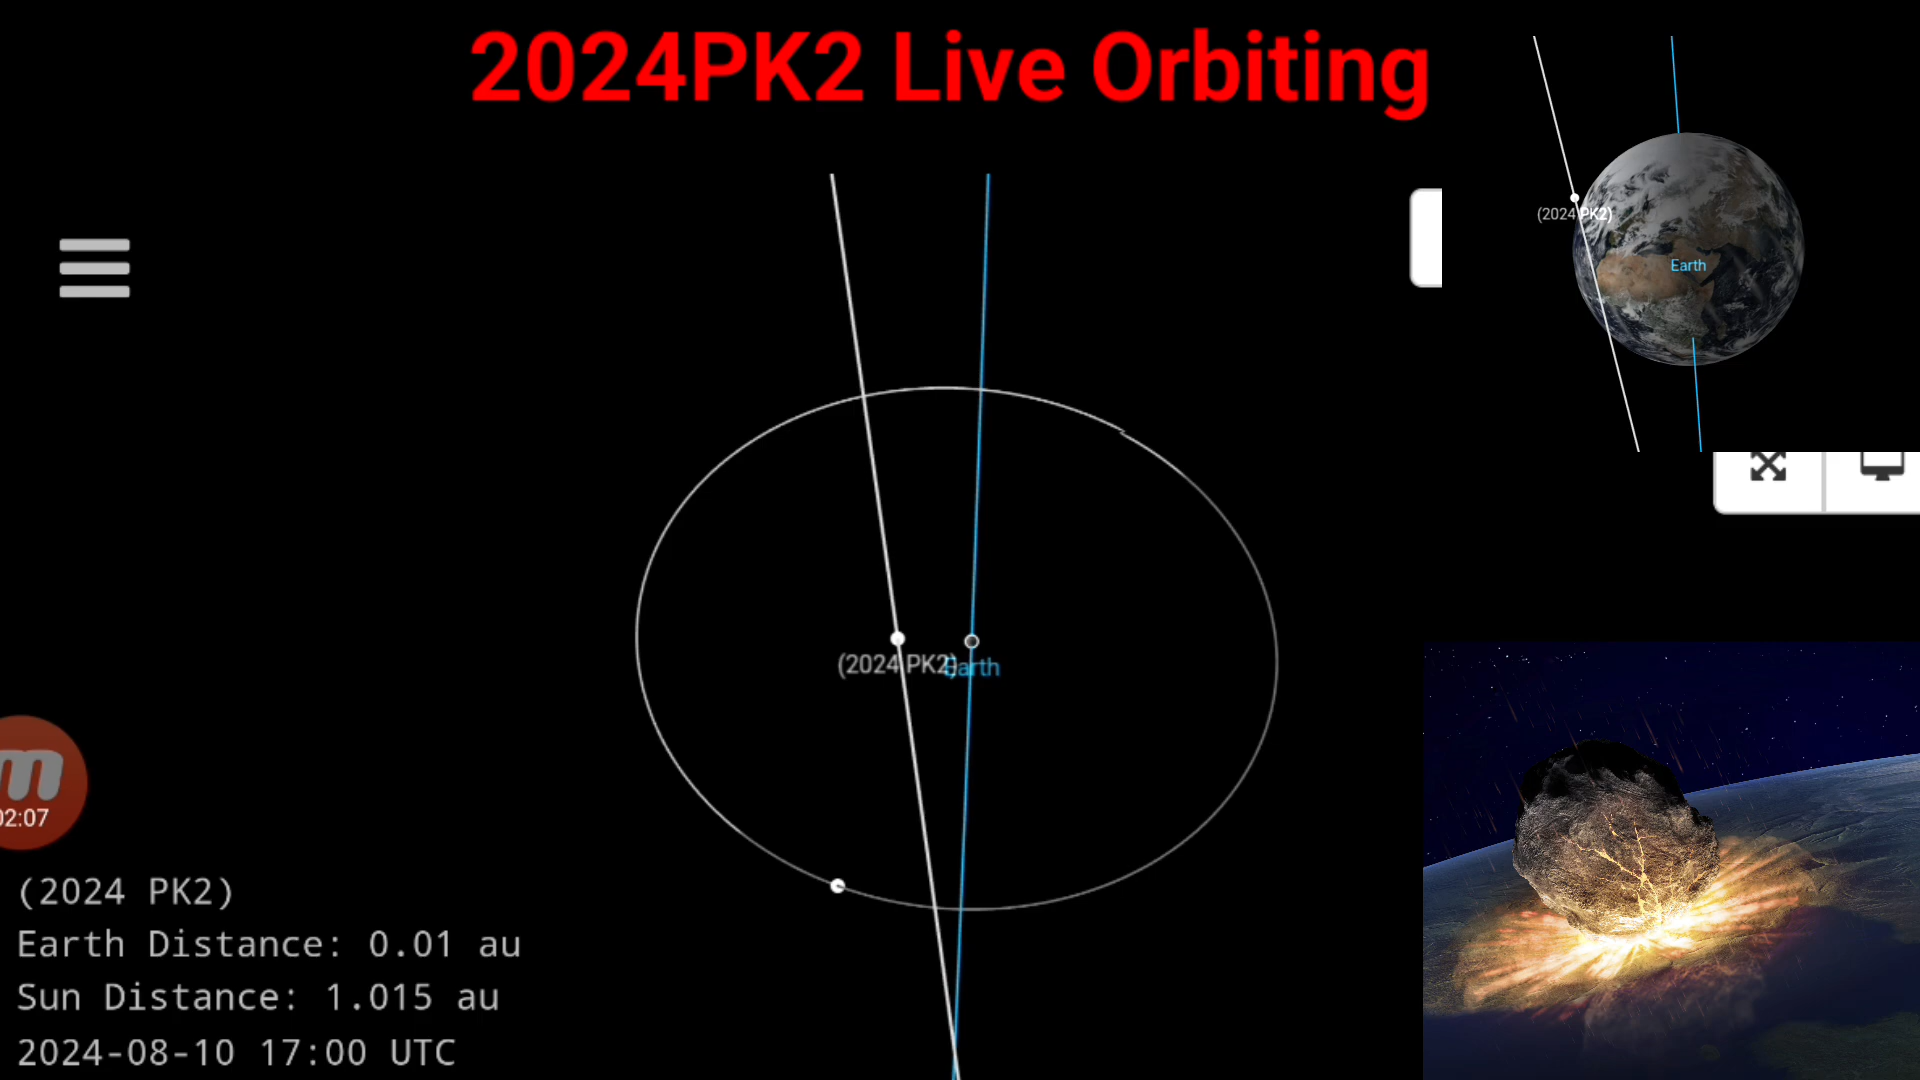 2024PK2 Live Orbiting
(2024 PK2)
Earth
(2024 PK2)
Earth
m
02:07
(2024 PK2)
Earth Distance: 0.01 au
Sun Distance: 1.015 au
2024-08-10 17:00 UTC